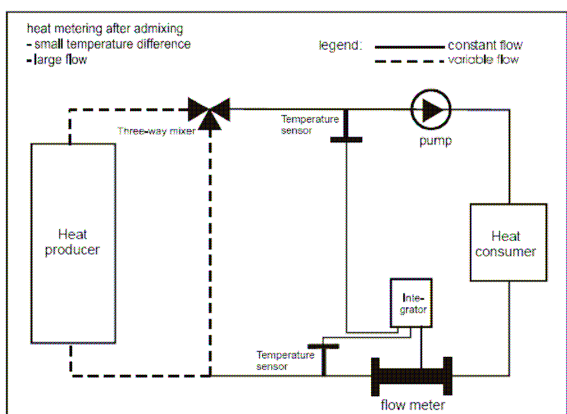 heat metering after admixing
- small temperature difference
- large flow
legend:
constant flow
variable flow
Three-way mixer
Temperature
sensor
pump
Heat
producer
Heat
consumer
Inte-
grator
Temperature
sensor
flow meter